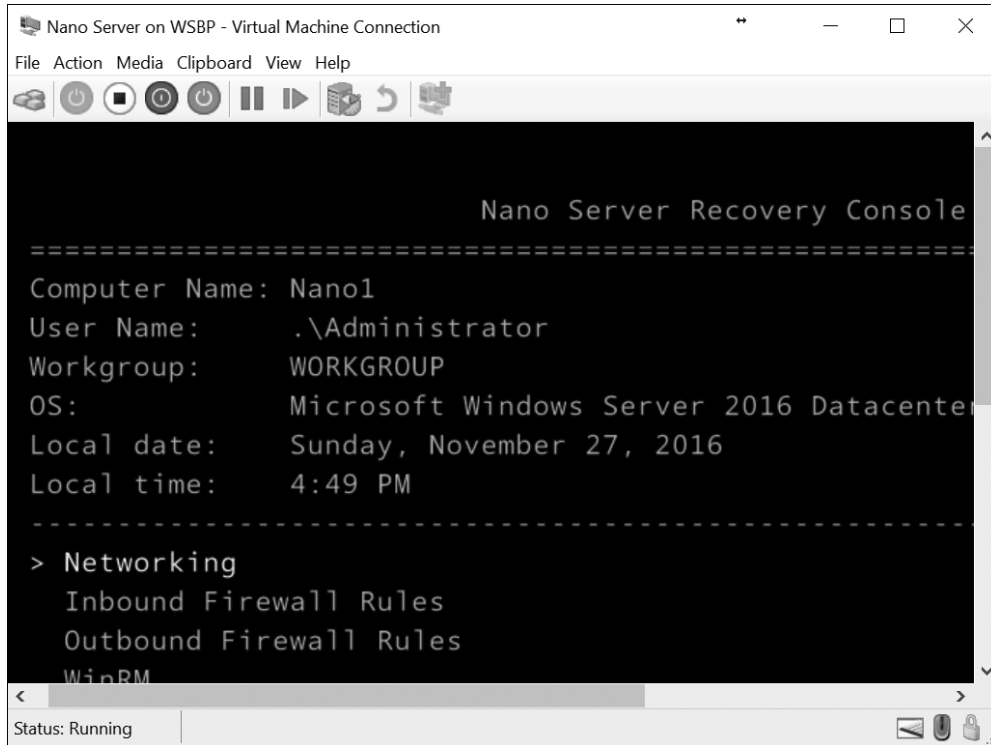 Nano Server on WSBP - Virtual Machine Connection
File Action Media Clipboard View Help
Nano Server Recovery Console
=====================================================
Computer Name: Nano1
User Name: .\Administrator
Workgroup: WORKGROUP
OS: Microsoft Windows Server 2016 Datacenter
Local date: Sunday, November 27, 2016
Local time: 4:49 PM
-----------------------------------------------------
> Networking
Inbound Firewall Rules
Outbound Firewall Rules
WinRM
Status: Running